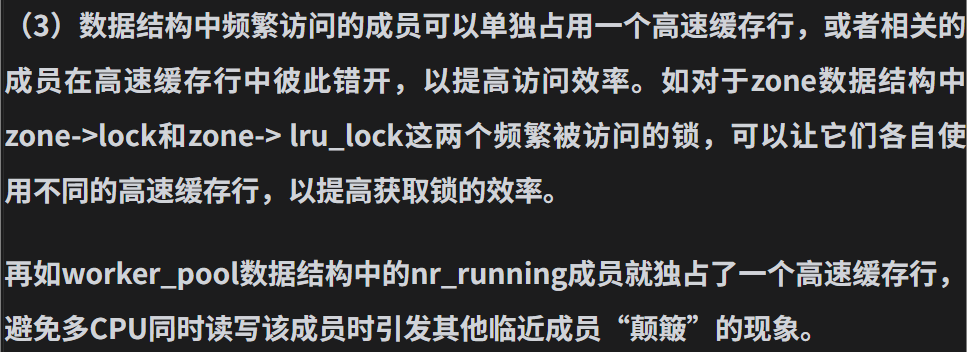 （3）数据结构中频繁访问的成员可以单独占用一个高速缓存行，或者相关的
成员在高速缓存行中彼此错开，以提高访问效率。如对于zone数据结构中
zone->lock和zone-> lru_lock这两个频繁被访问的锁，可以让它们各自使
用不同的高速缓存行，以提高获取锁的效率。
再如worker_pool数据结构中的nr_running成员就独占了一个高速缓存行，
避免多CPU同时读写该成员时引发其他临近成员“颠簸”的现象。